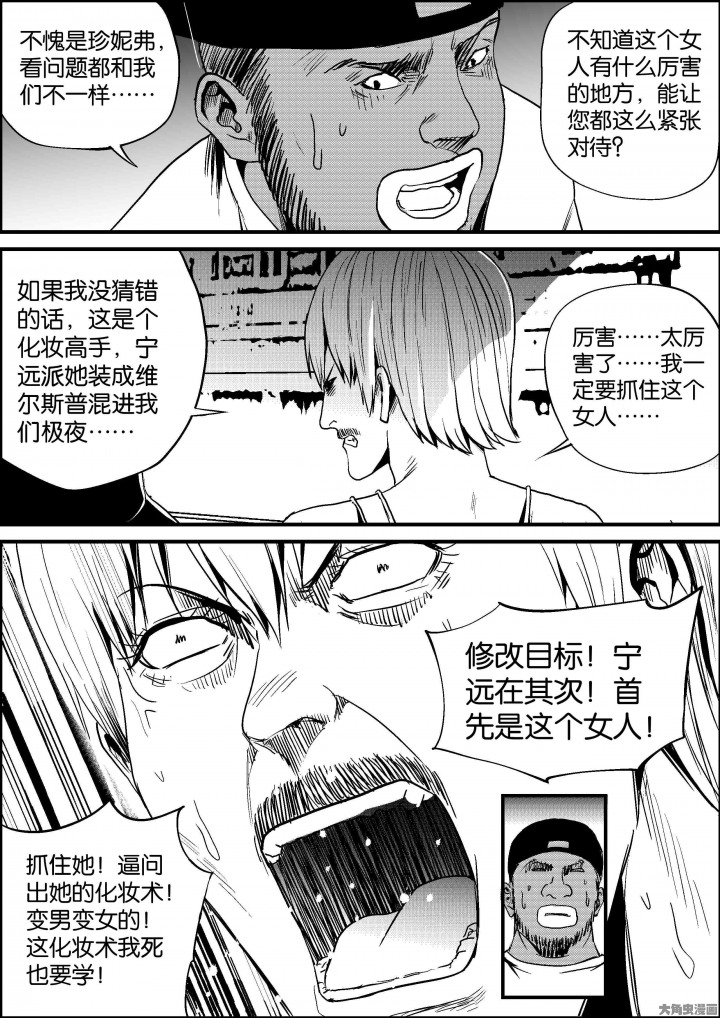 不愧是珍妮弗，
看问题都和我
们不一样……
不知道这个女
人有什么厉害
的地方，能让
您都这么紧张
对待？
如果我没猜错
的话，这是个
化妆高手，宁
远派她装成维
尔斯普混进我
们极夜……
厉害……太厉
害了……我一
定要抓住这个
女人……
修改目标！宁
远在其次！首
先是这个女人！
抓住她！逼问
出她的化妆术！
变男变女的！
这化妆术我死
也要学！
大角虫漫画